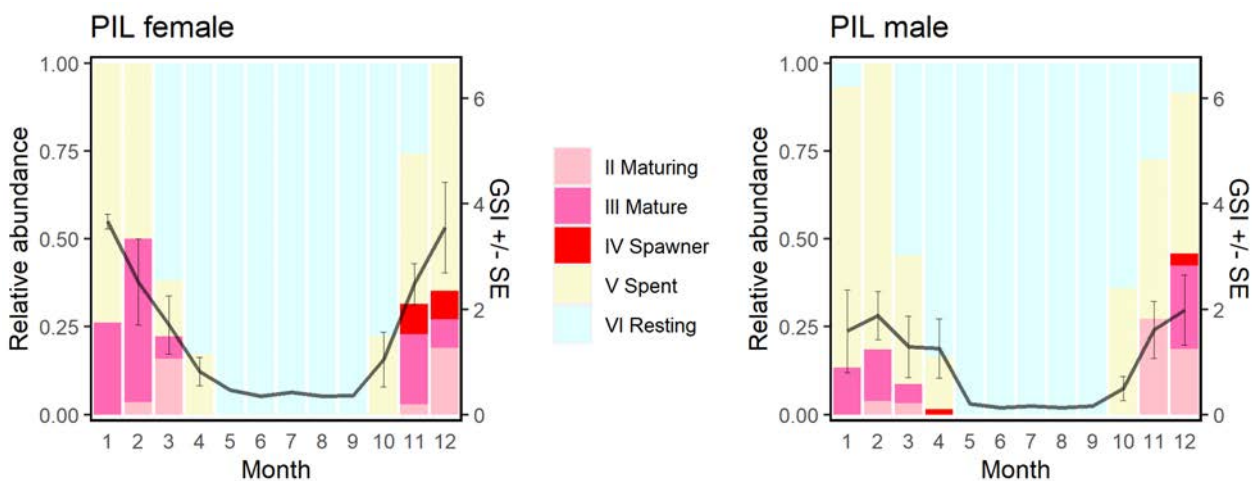 PIL female
1.00
0.75
0.50
0.25
0.00
Relative abundance
6
4
2
0
GSI +/- SE
1 2 3 4 5 6 7 8 9 10 11 12
Month
II Maturing
III Mature
IV Spawner
V Spent
VI Resting
PIL male
1.00
0.75
0.50
0.25
0.00
Relative abundance
6
4
2
0
GSI +/- SE
1 2 3 4 5 6 7 8 9 10 11 12
Month